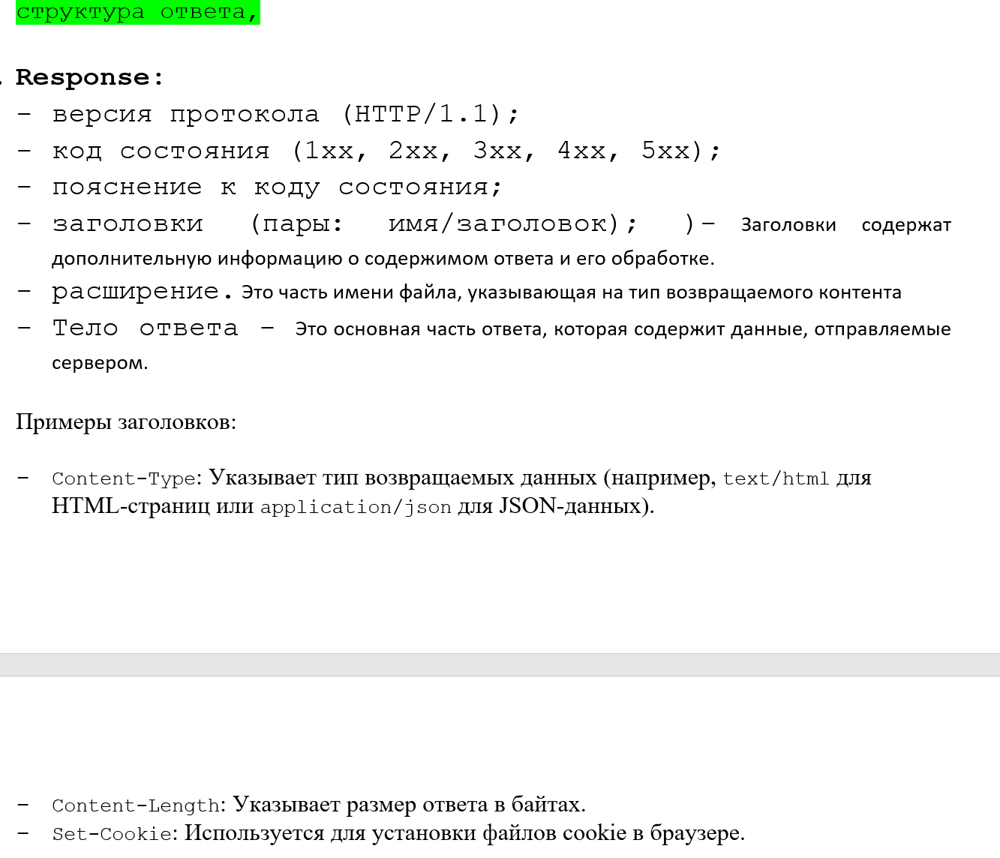 структура ответа,
. Response:
– версия протокола (HTTP/1.1);
– код состояния (1xx, 2xx, 3xx, 4xx, 5xx);
– пояснение к коду состояния;
– заголовки (пары: имя/заголовок); )– Заголовки содержат
дополнительную информацию о содержимом ответа и его обработке.
– расширение. Это часть имени файла, указывающая на тип возвращаемого контента
– Тело ответа – Это основная часть ответа, которая содержит данные, отправляемые
сервером.
Примеры заголовков:
– Content-Type: Указывает тип возвращаемых данных (например, text/html для
HTML-страниц или application/json для JSON-данных).
– Content-Length: Указывает размер ответа в байтах.
– Set-Cookie: Используется для установки файлов cookie в браузере.